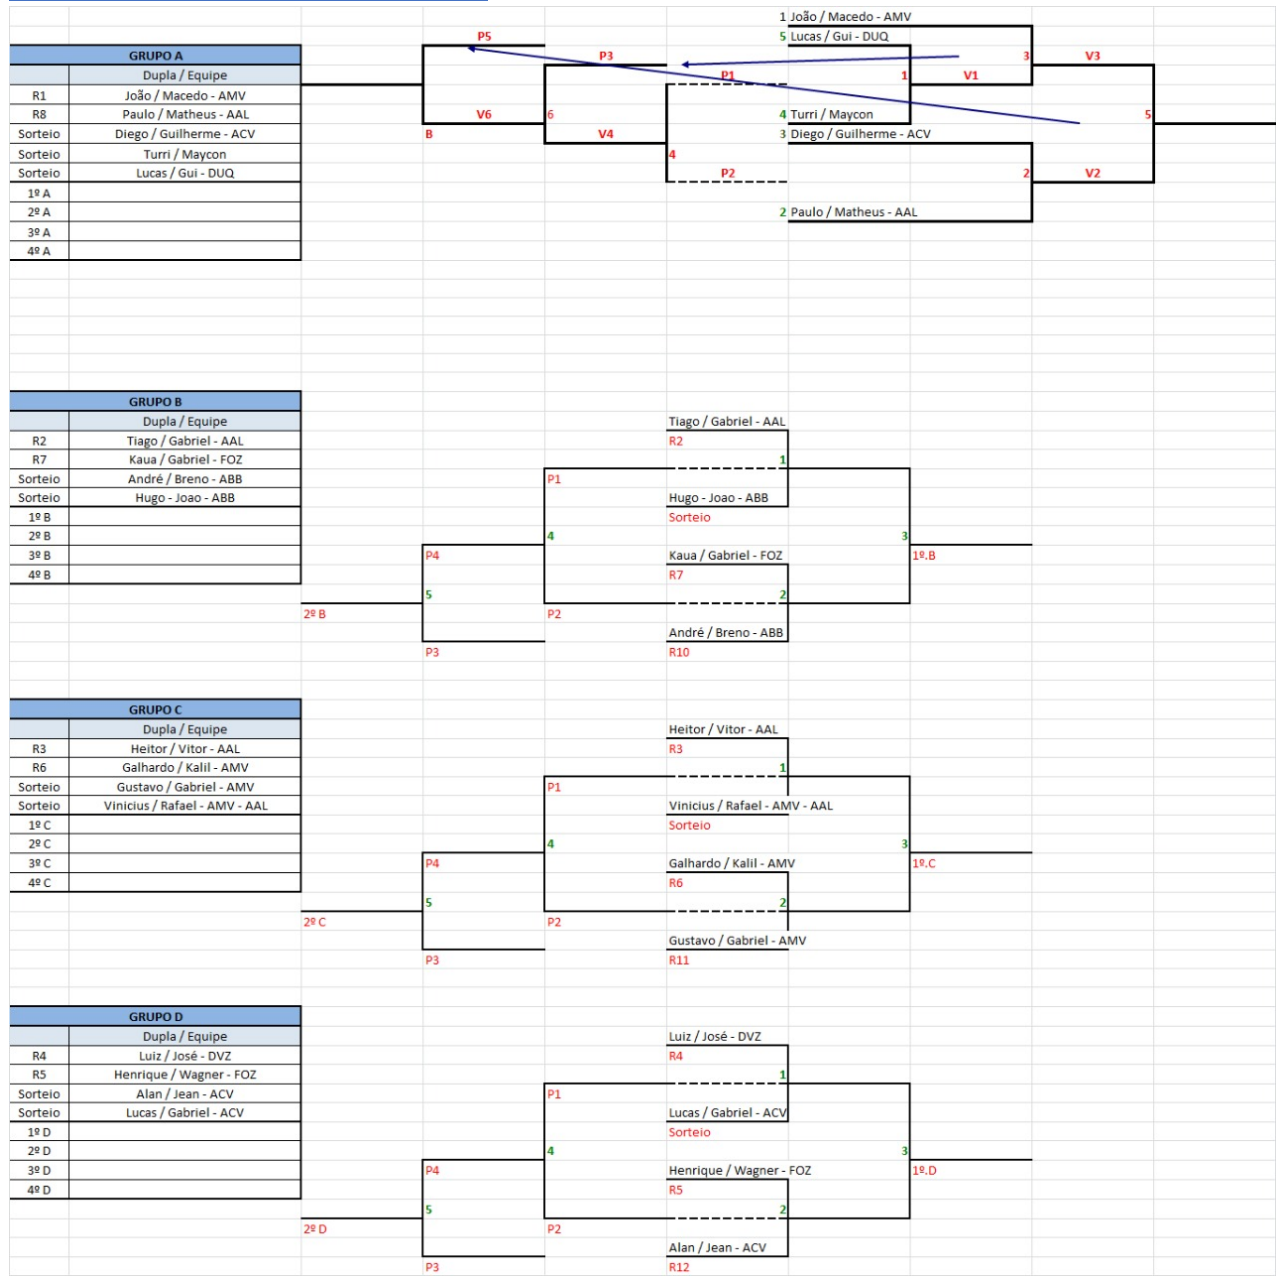 1 João / Macedo - AMV
P5 5 Lucas / Gui - DUQ
GRUPO A P3 3 V3
Dupla / Equipe P1 1 V1
R1 João / Macedo - AMV
R8 Paulo / Matheus - AAL V6 6 4 Turri / Maycon 5
Sorteio Diego / Guilherme - ACV B V4 3 Diego / Guilherme - ACV
Sorteio Turri / Maycon 4
Sorteio Lucas / Gui - DUQ P2 2 V2
1º A
2º A 2 Paulo / Matheus - AAL
3º A
4º A
GRUPO B
Dupla / Equipe Tiago / Gabriel - AAL
R2 Tiago / Gabriel - AAL R2
R7 Kaua / Gabriel - FOZ 1
Sorteio André / Breno - ABB P1
Sorteio Hugo - Joao - ABB Hugo - Joao - ABB
1º B Sorteio
2º B 4 3
3º B P4 Kaua / Gabriel - FOZ 1º.B
4º B R7
5 2
2º B P2
André / Breno - ABB
P3 R10
GRUPO C
Dupla / Equipe Heitor / Vitor - AAL
R3 Heitor / Vitor - AAL R3
R6 Galhardo / Kalil - AMV 1
Sorteio Gustavo / Gabriel - AMV P1
Sorteio Vinicius / Rafael - AMV - AAL Vinicius / Rafael - AMV - AAL
1º C Sorteio
2º C 4 3
3º C P4 Galhardo / Kalil - AMV 1º.C
4º C R6
5 2
2º C P2
Gustavo / Gabriel - AMV
P3 R11
GRUPO D
Dupla / Equipe Luiz / José - DVZ
R4 Luiz / José - DVZ R4
R5 Henrique / Wagner - FOZ 1
Sorteio Alan / Jean - ACV P1
Sorteio Lucas / Gabriel - ACV Lucas / Gabriel - ACV
1º D Sorteio
2º D 4 3
3º D P4 Henrique / Wagner - FOZ 1º.D
4º D R5
5 2
2º D P2
Alan / Jean - ACV
P3 R12